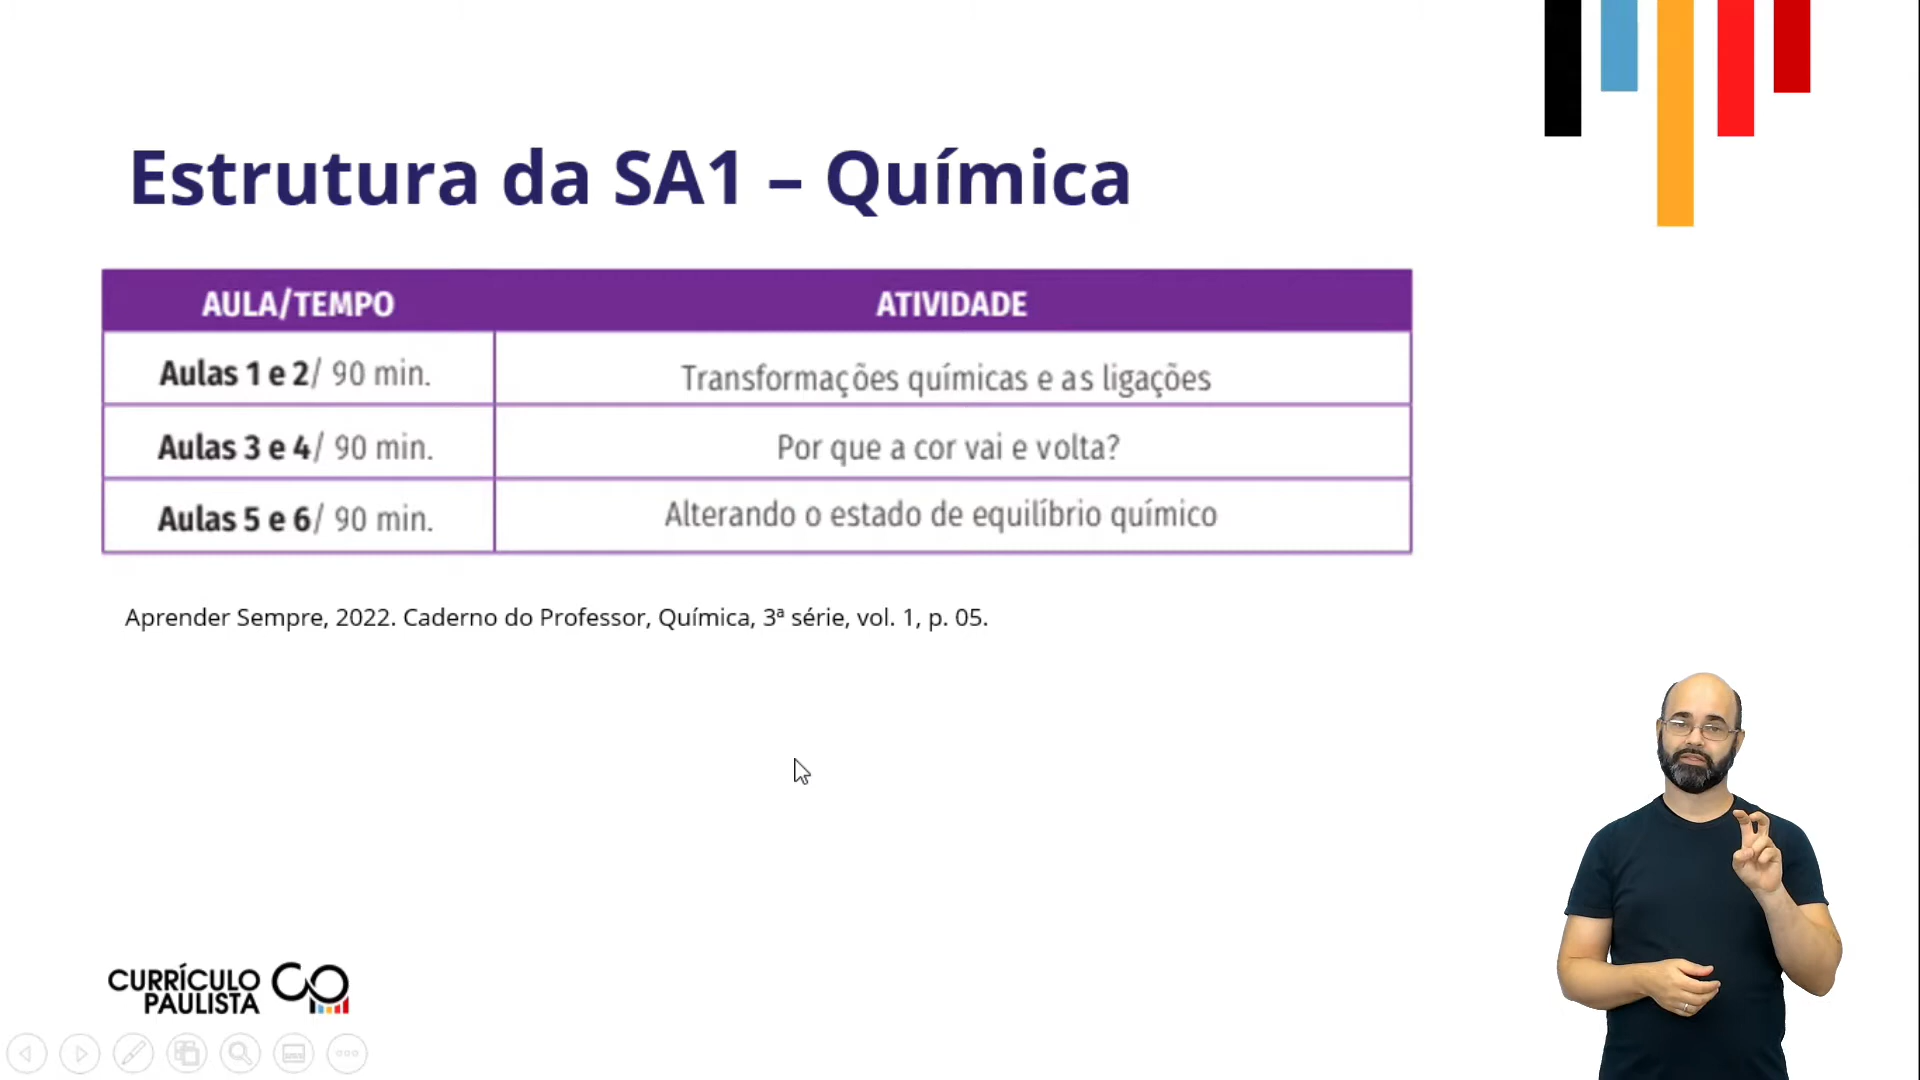 Estrutura da SA1 – Química
AULA/TEMPO ATIVIDADE
Aulas 1 e 2/ 90 min. Transformações químicas e as ligações
Aulas 3 e 4/ 90 min. Por que a cor vai e volta?
Aulas 5 e 6/ 90 min. Alterando o estado de equilíbrio químico
Aprender Sempre, 2022. Caderno do Professor, Química, 3ª série, vol. 1, p. 05.
CURRÍCULO
PAULISTA